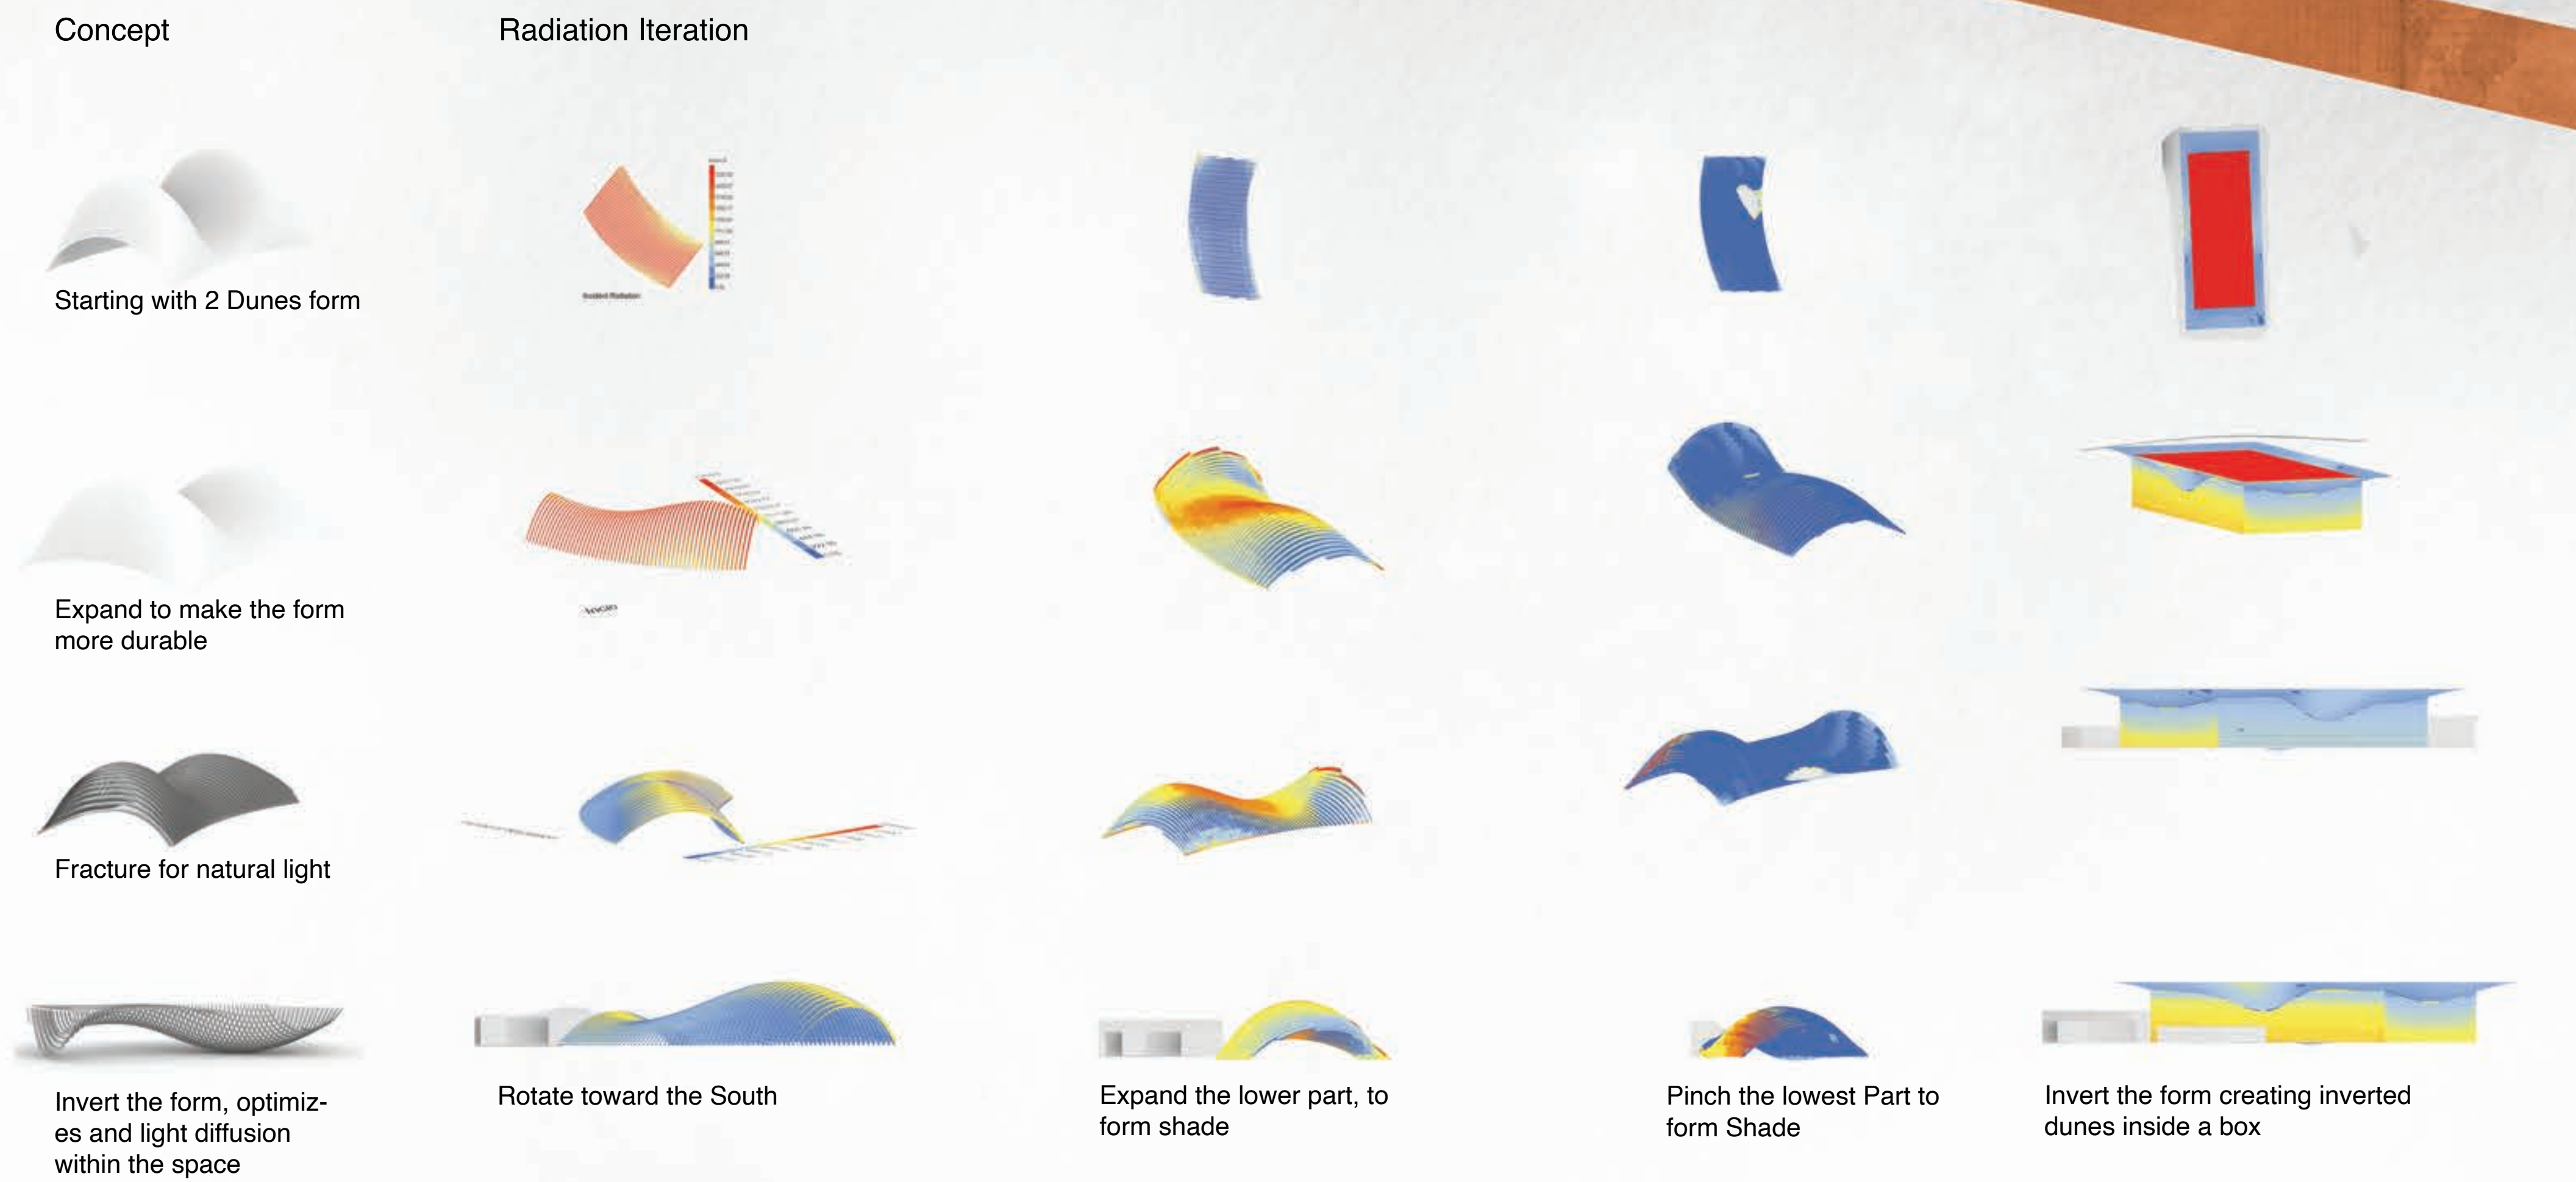 Concept
Radiation Iteration
Starting with 2 Dunes form
Incident Radiation
Expand to make the form
more durable
Fracture for natural light
Invert the form, optimiz-
es and light diffusion
within the space
Rotate toward the South
Expand the lower part, to
form shade
Pinch the lowest Part to
form Shade
Invert the form creating inverted
dunes inside a box